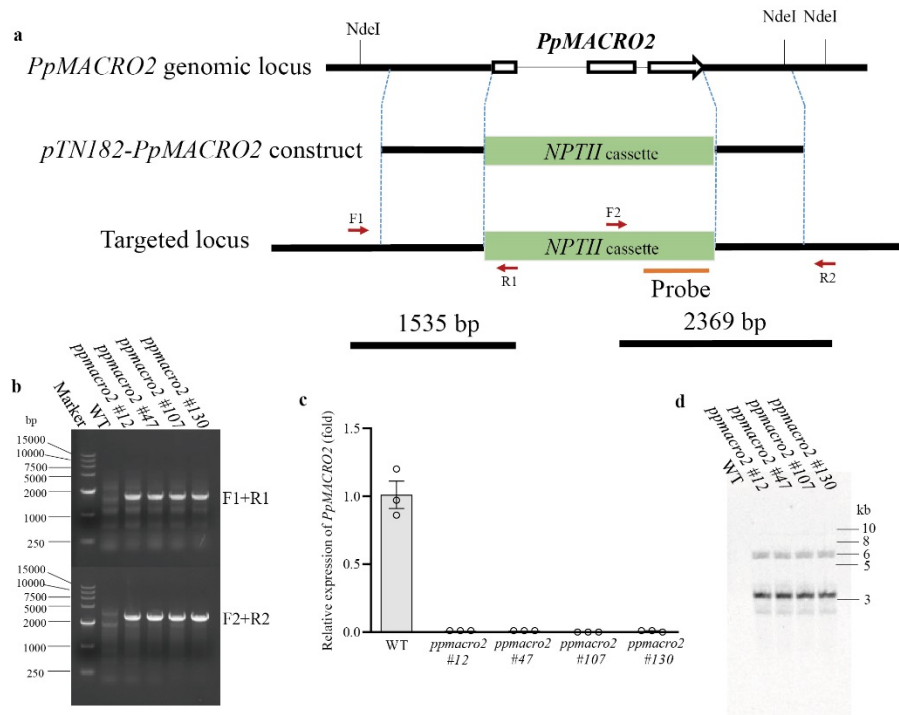 a
NdeI
NdeI NdeI
PpMACRO2
PpMACRO2 genomic locus
pTN182-PpMACRO2 construct
NPTII cassette
F1
F2
Targeted locus
NPTII cassette
R1
R2
Probe
1535 bp
2369 bp
b
Marker
WT
ppmacro2 #12
ppmacro2 #47
ppmacro2 #107
ppmacro2 #130
bp
15000
10000
7500
5000
2000
1000
250
F1+R1
15000
10000
7500
5000
2000
1000
250
F2+R2
c
Relative expression of PpMACRO2 (fold)
1.5
1.0
0.5
0.0
WT
ppmacro2 #12
ppmacro2 #47
ppmacro2 #107
ppmacro2 #130
d
WT
ppmacro2 #12
ppmacro2 #47
ppmacro2 #107
ppmacro2 #130
kb
10
8
6
5
3